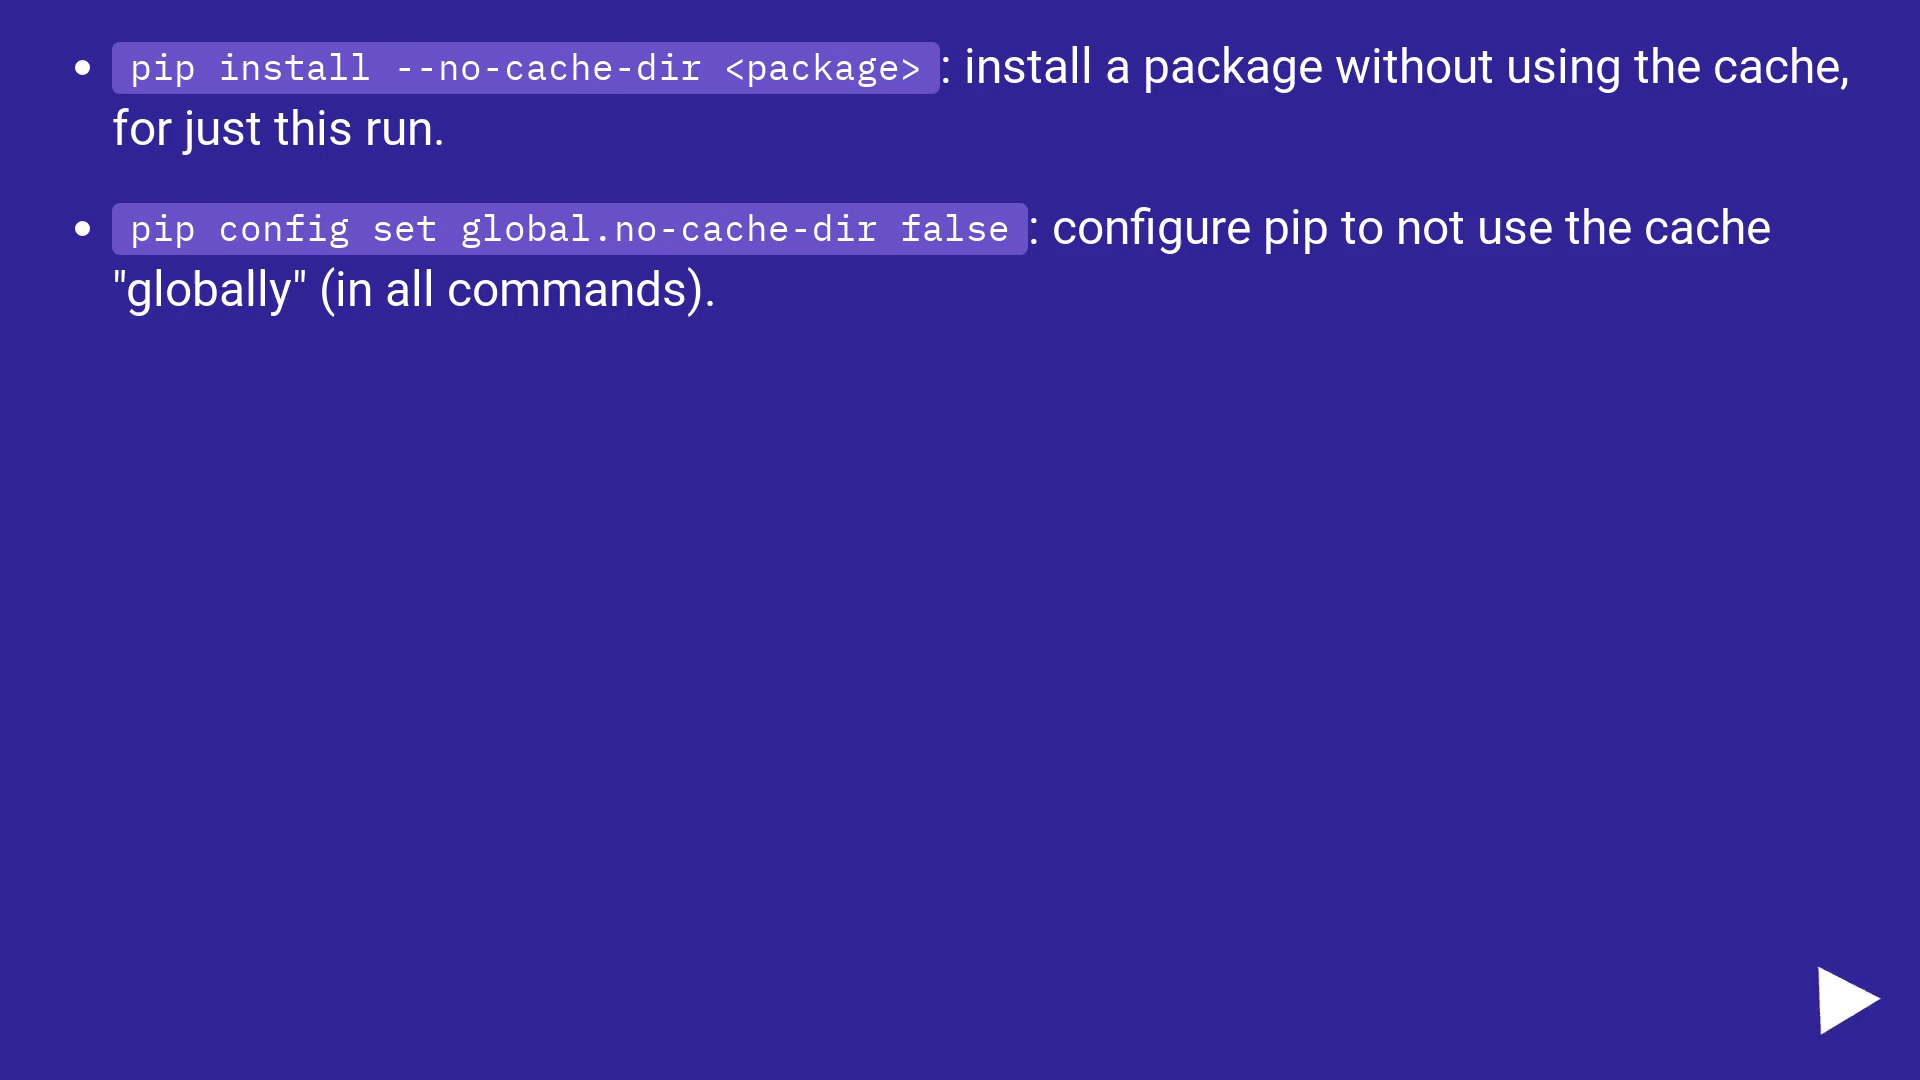 • pip install --no-cache-dir <package> : install a package without using the cache,
for just this run.
• pip config set global.no-cache-dir false : configure pip to not use the cache
"globally" (in all commands).